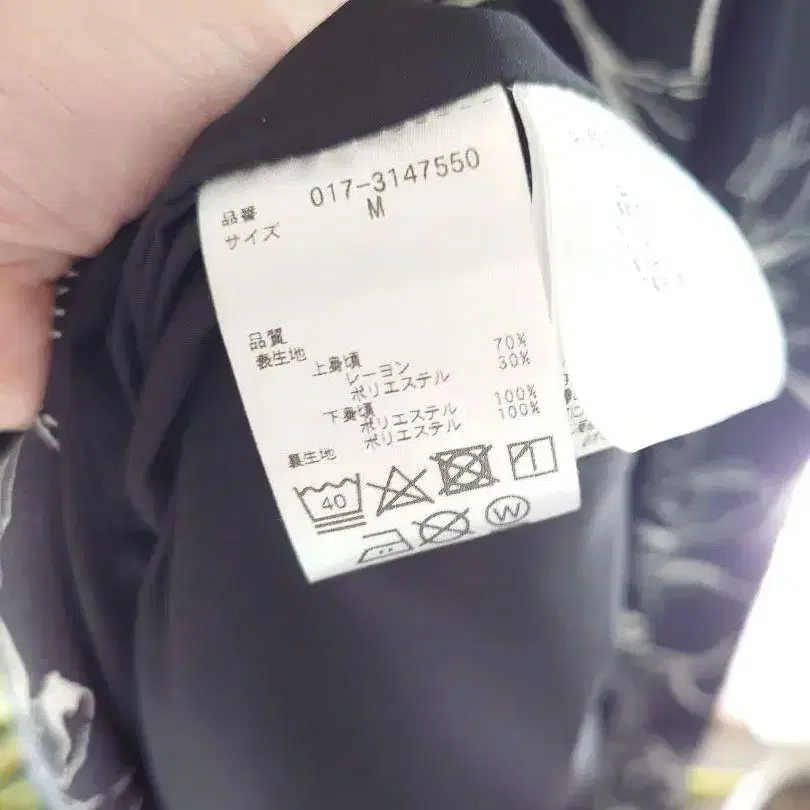 品番 017-3147550
サイズ M
品質
表生地 上身頃
レーヨン 70%
ポリエステル 30%
下身頃
ポリエステル 100%
裏生地 ポリエステル 100%
40
W